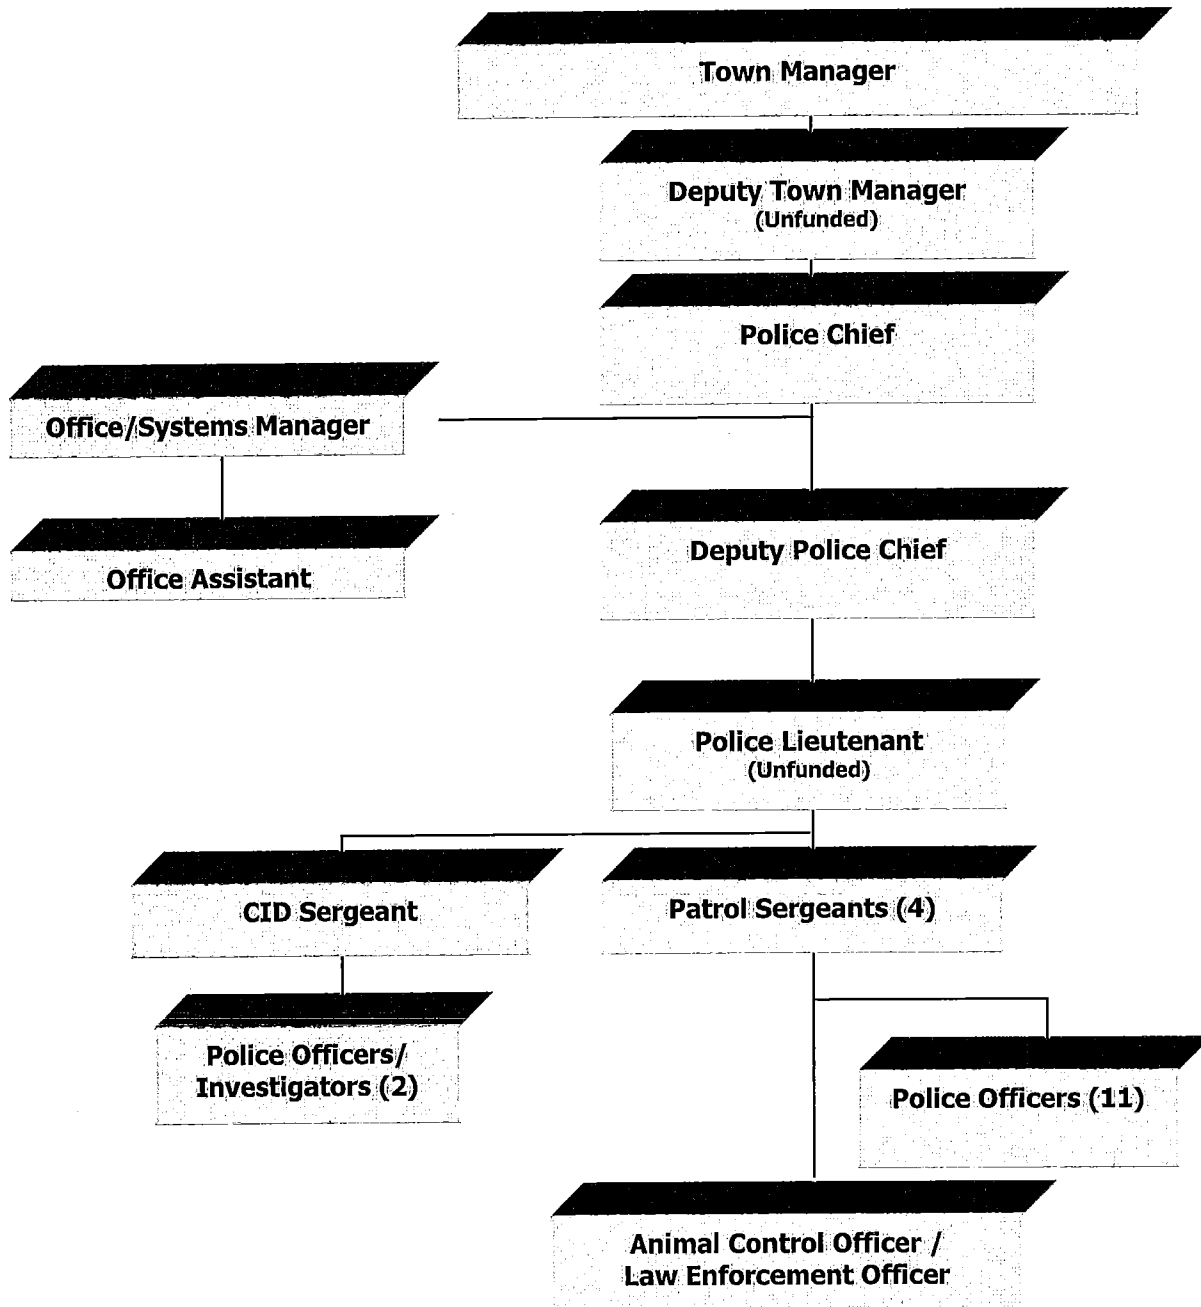 Town Manager
Deputy Town Manager
(Unfunded)
Police Chief
Office/Systems Manager
Office Assistant
Deputy Police Chief
Police Lieutenant
(Unfunded)
CID Sergeant
Patrol Sergeants (4)
Police Officers/
Investigators (2)
Police Officers (11)
Animal Control Officer /
Law Enforcement Officer